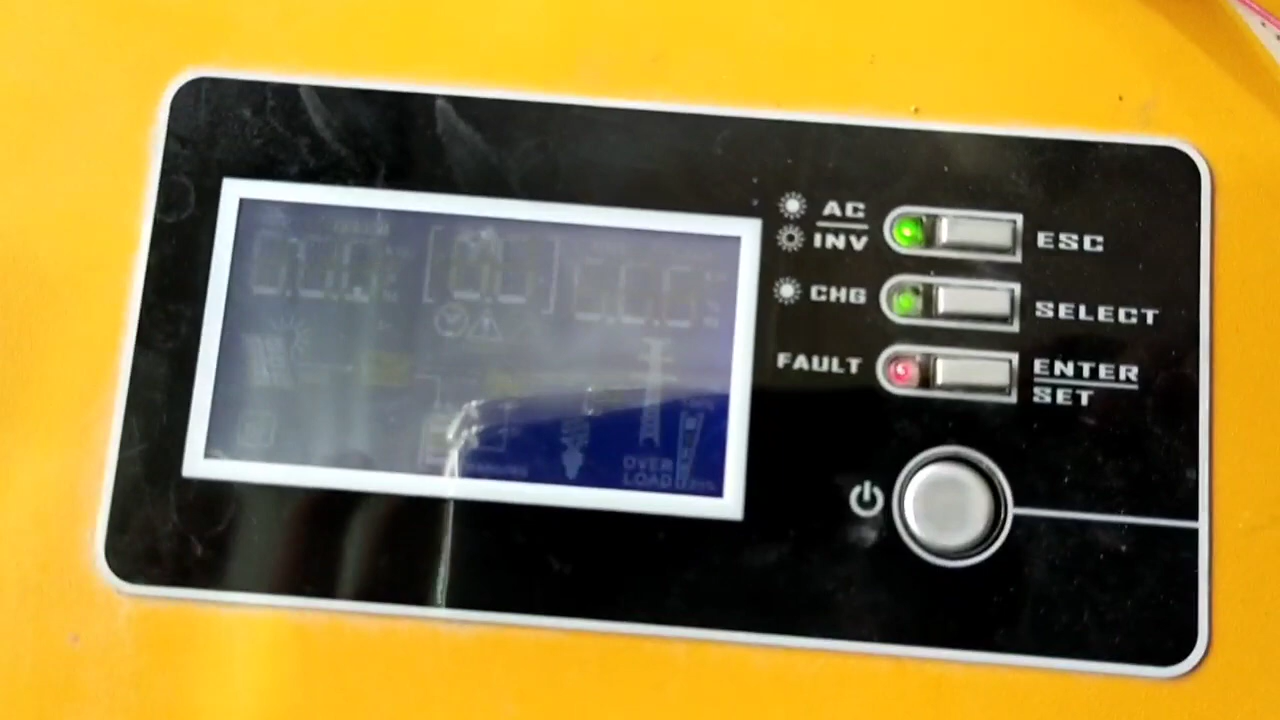 AC
INV
ESC
CHG
SELECT
FAULT
ENTER
SET
OVER
LOAD